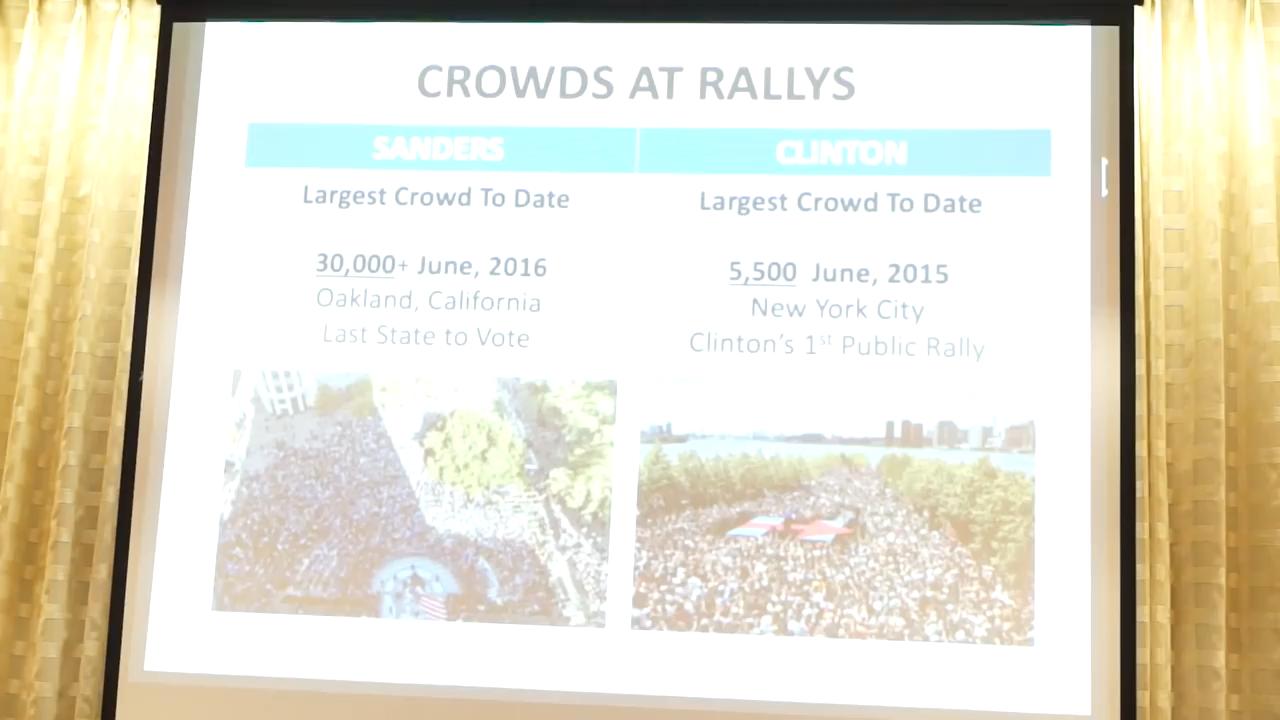 CROWDS AT RALLYS
SANDERS
CLINTON
Largest Crowd To Date
Largest Crowd To Date
30,000+ June, 2016
5,500 June, 2015
Oakland, California
New York City
Last State to Vote
Clinton's 1st Public Rally